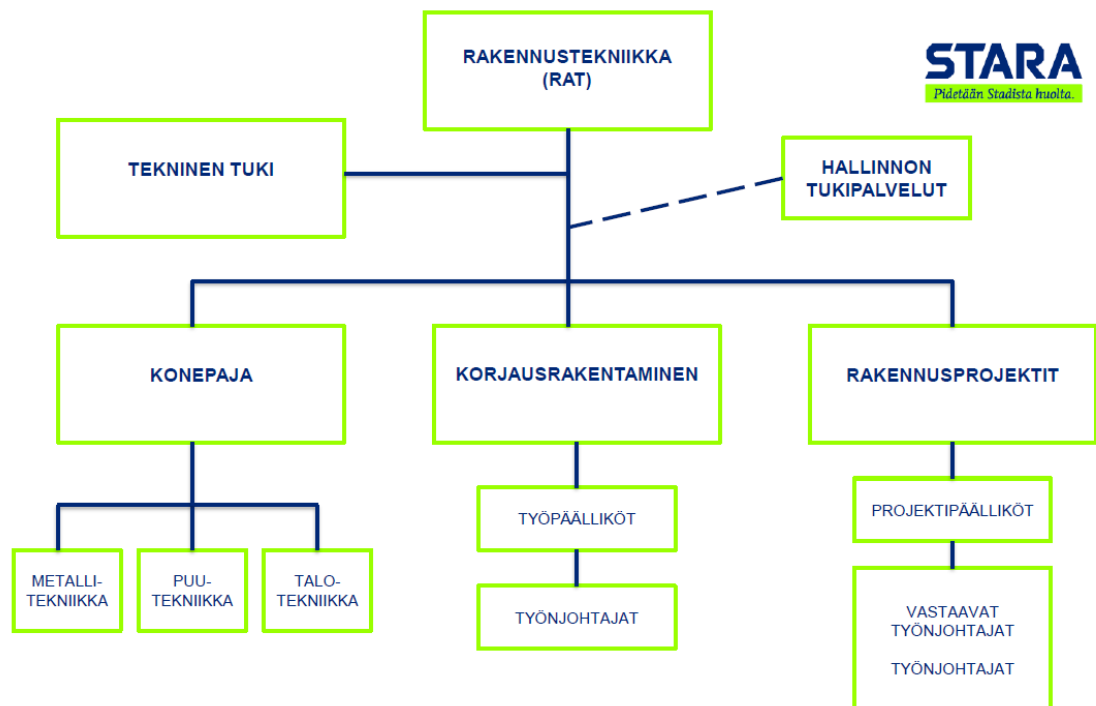 RAKENNUSTEKNIIKKA
(RAT)
STARA
Pidetään Stadista huolta.
TEKNINEN TUKI
HALLINNON
TUKIPALVELUT
KONEPAJA
KORJAUSRAKENTAMINEN
RAKENNUSPROJEKTIT
TYÖPÄÄLLIKÖT
PROJEKTIPÄÄLLIKÖT
METALLI-
TEKNIIKKA
PUU-
TEKNIIKKA
TALO-
TEKNIIKKA
TYÖNJOHTAJAT
VASTAAVAT
TYÖNJOHTAJAT
TYÖNJOHTAJAT